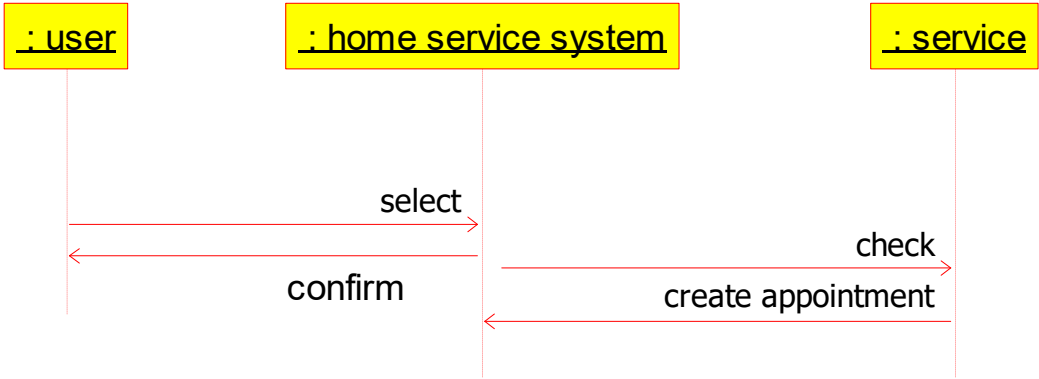 : user
: home service system
: service
select
check
confirm
create appointment